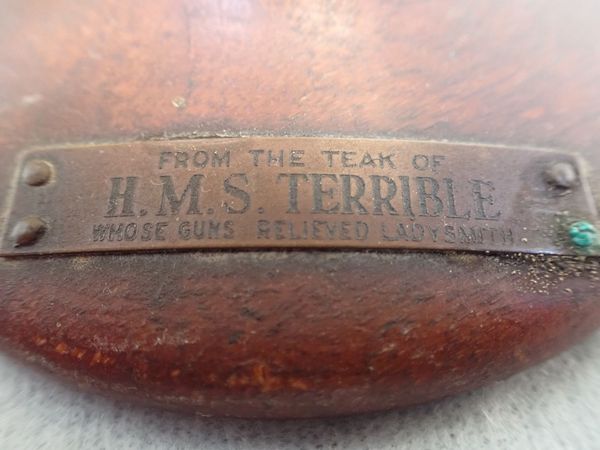 FROM THE TEAK OF
H.M.S. TERRIBLE
WHOSE GUNS RELIEVED LADYSMITH